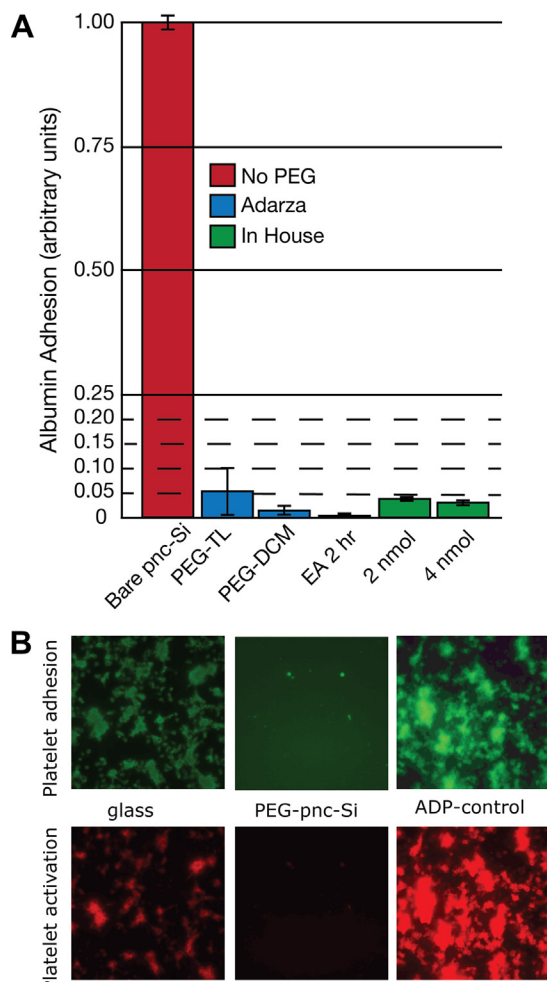 A
Albumin Adhesion (arbitrary units)
1.00
0.75
0.50
0.25
0.20
0.15
0.10
0.05
0
No PEG
Adarza
In House
Bare pnc-Si
PEG-TL
PEG-DCM
EA 2 hr
2 nmol
4 nmol
B
Platelet adhesion
glass
PEG-pnc-Si
ADP-control
Platelet activation